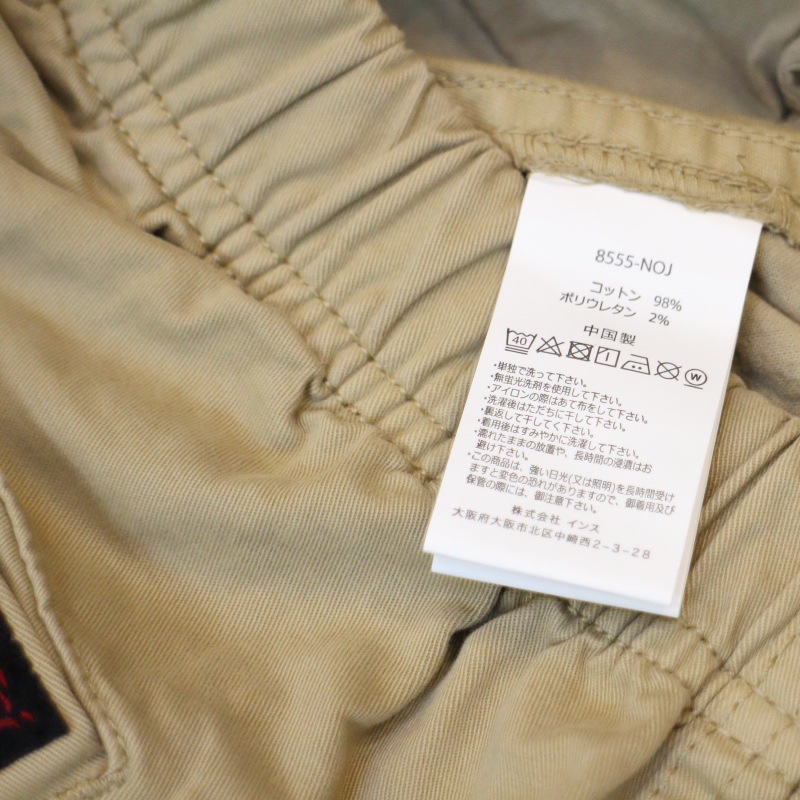 8555-NOJ
コットン 98%
ポリウレタン 2%
中国製
40
W
・単独で洗って下さい。
・無蛍光洗剤を使用して下さい。
・アイロンの際はあて布をして下さい。
・洗濯後はただちに干して下さい。
・裏返して干してください。
・着用後はすみやかに洗濯して下さい。
・濡れたままの放置や、長時間の浸漬はお
避け下さい。
・この商品は、強い日光(又は照明)を長時間受け
ますと変色の恐れがありますので、御着用及び
保管の際には、御注意下さい。
株式会社 インス
大阪府大阪市北区中崎西2-3-28